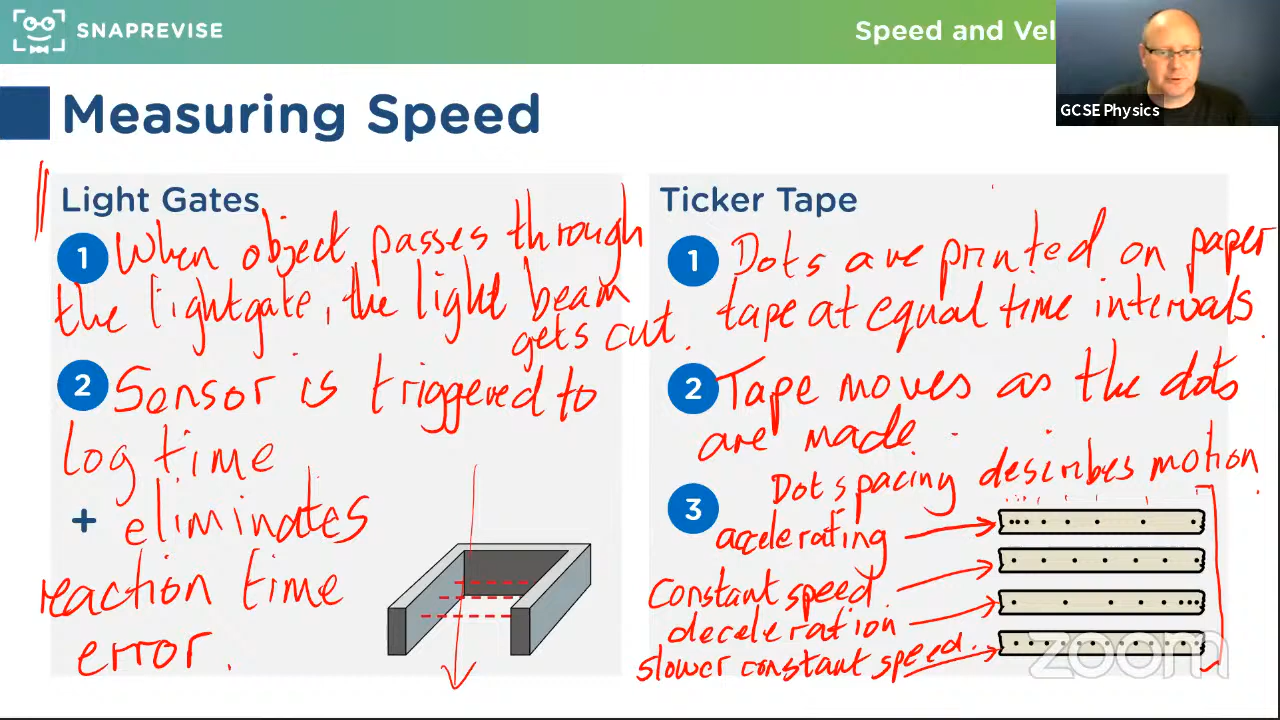 SNAPREVISE
Speed and Vel
GCSE Physics
Measuring Speed
Light Gates
1 When object passes through
the lightgate, the light beam
gets cut.
2 Sensor is triggered to
log time
+ eliminates
reaction time
error.
Ticker Tape
1 Dots are printed on paper
tape at equal time intervals.
2 Tape moves as the dots
are made.
Dot spacing describes motion.
3
accelerating
Constant speed.
deceleration
slower constant speed.
zoom